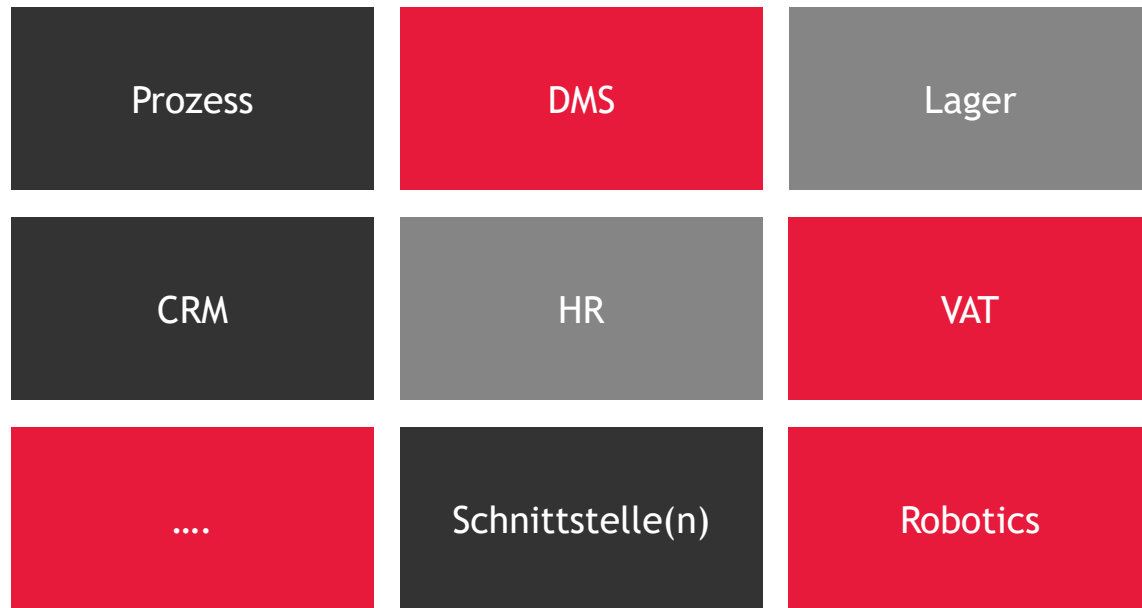 Prozess
DMS
Lager
CRM
HR
VAT
....
Schnittstelle(n)
Robotics